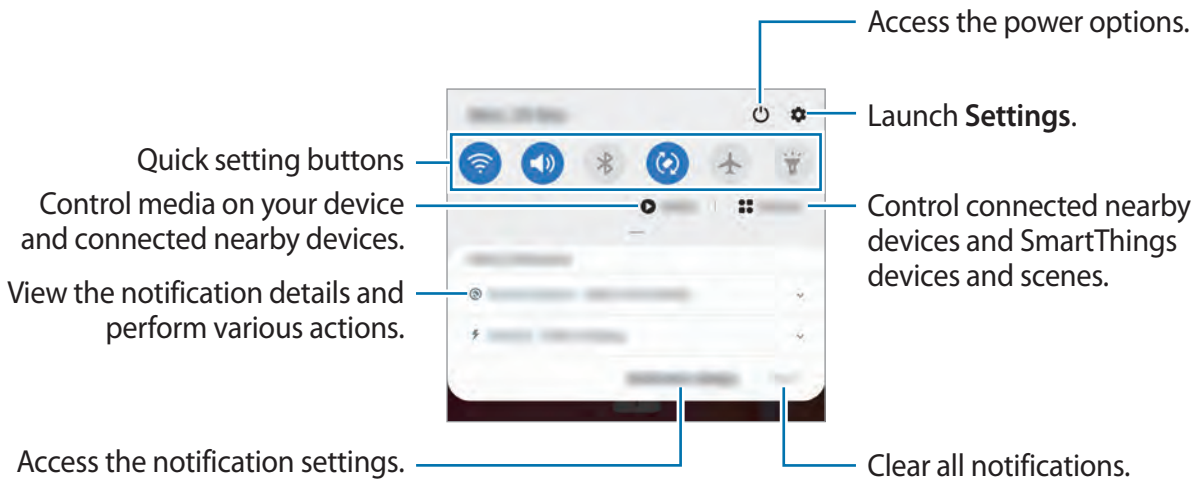 Access the power options.
Launch Settings.
Quick setting buttons
Control media on your device
and connected nearby devices.
Control connected nearby
devices and SmartThings
devices and scenes.
View the notification details and
perform various actions.
Access the notification settings.
Clear all notifications.